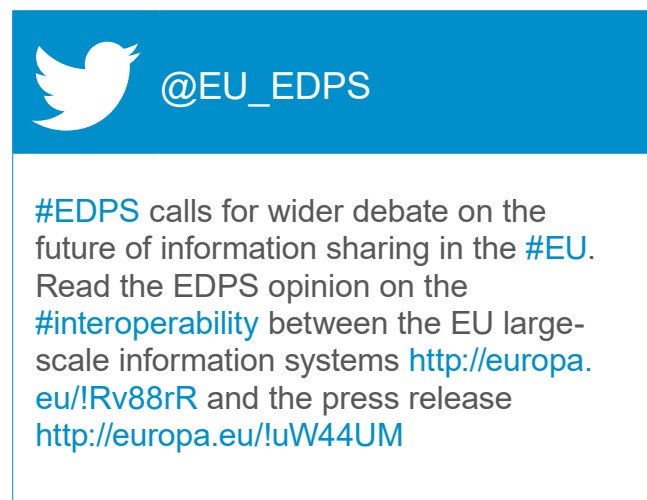 @EU_EDPS
#EDPS calls for wider debate on the
future of information sharing in the #EU.
Read the EDPS opinion on the
#interoperability between the EU large-
scale information systems http://europa.
eu/!Rv88rR and the press release
http://europa.eu/!uW44UM